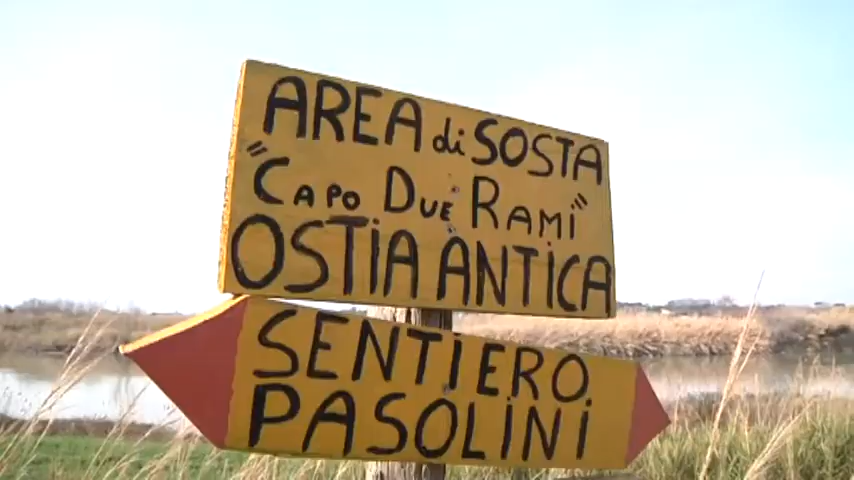 AREA di SOSTA
"CAPO DUE RAMI"
OSTIA ANTICA
SENTIERO
PASOLINI